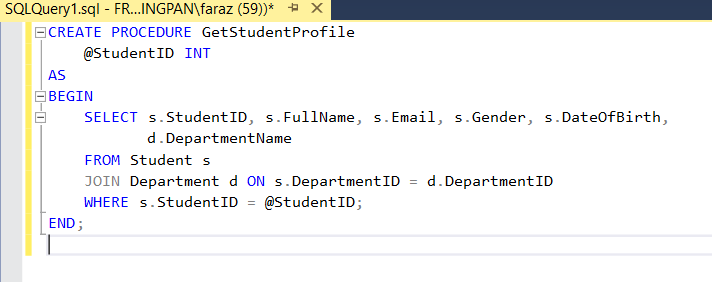 SQLQuery1.sql - FR...INGPAN\faraz (59))*
CREATE PROCEDURE GetStudentProfile
    @StudentID INT
AS
BEGIN
    SELECT s.StudentID, s.FullName, s.Email, s.Gender, s.DateOfBirth,
           d.DepartmentName
    FROM Student s
    JOIN Department d ON s.DepartmentID = d.DepartmentID
    WHERE s.StudentID = @StudentID;
END;